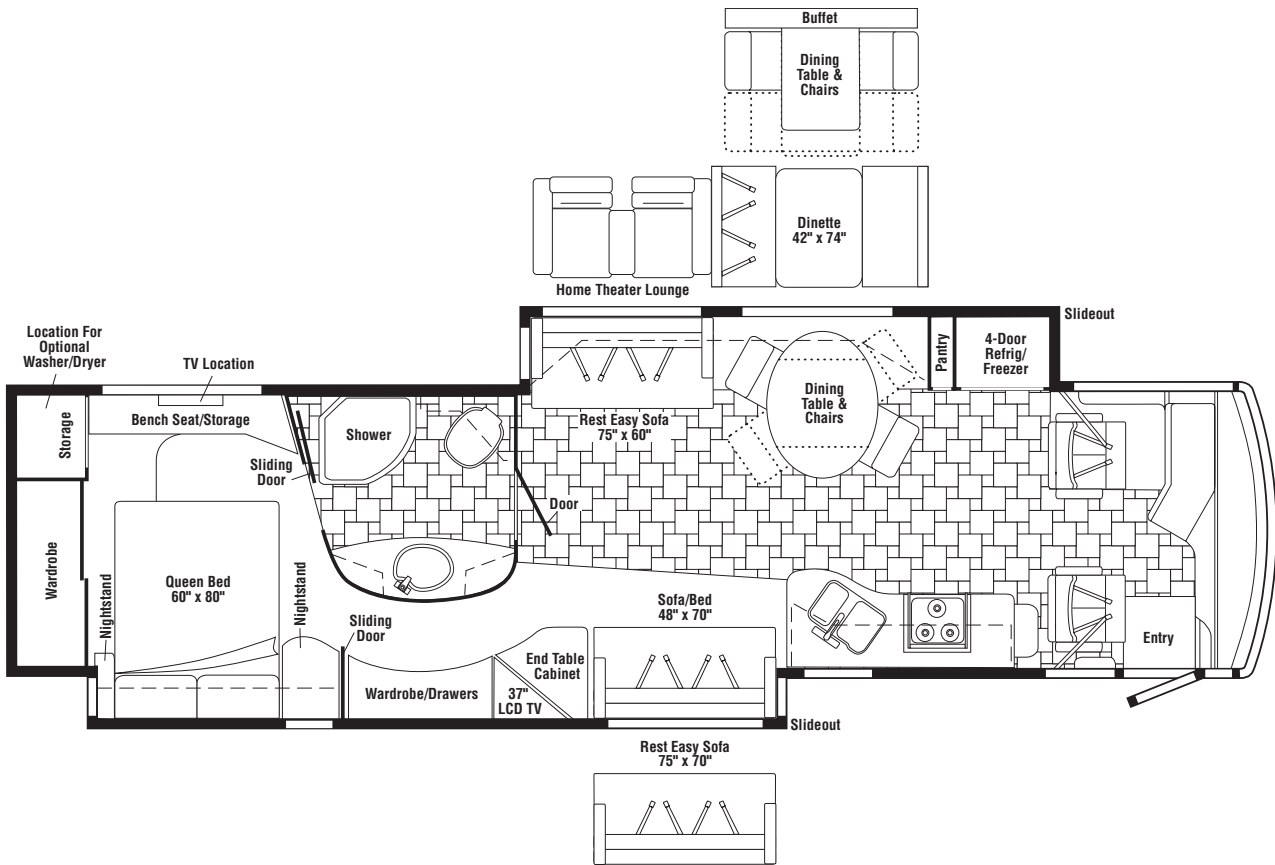 Buffet
Dining
Table &
Chairs
Dinette
42" x 74"
Home Theater Lounge
Slideout
Location For
Optional
Washer/Dryer
TV Location
Pantry
4-Door
Refrig/
Freezer
Storage
Bench Seat/Storage
Shower
Rest Easy Sofa
75" x 60"
Dining
Table &
Chairs
Sliding
Door
Door
Wardrobe
Nightstand
Queen Bed
60" x 80"
Nightstand
Sliding
Door
Sofa/Bed
48" x 70"
Entry
End Table
Cabinet
Wardrobe/Drawers
37"
LCD TV
Slideout
Rest Easy Sofa
75" x 70"